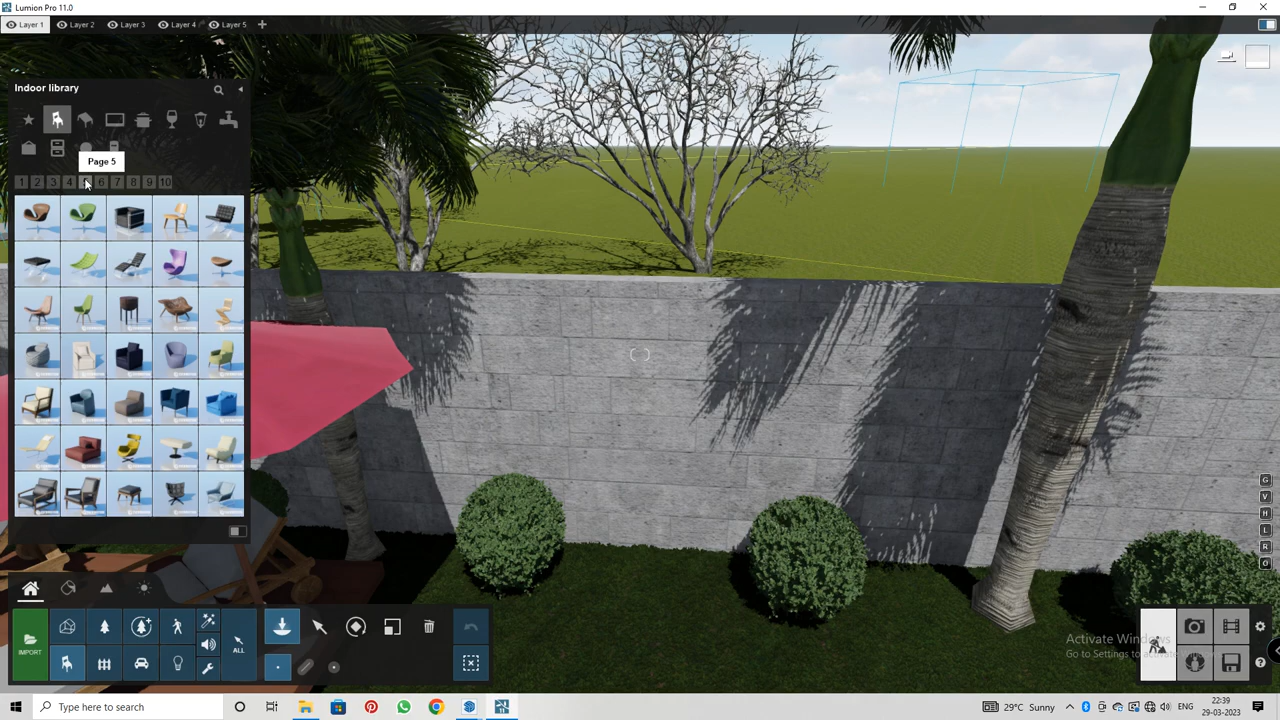 Lumion Pro 11.0
Layer 1
Layer 2
Layer 3
Layer 4
Layer 5
Indoor library
Page 5
1 2 3 4 5 6 7 8 9 10
G
V
H
L
R
O
IMPORT
ALL
Activate Windows
Go to Settings to activate Windows.
Type here to search
29°C Sunny
ENG
22:39
29-03-2023